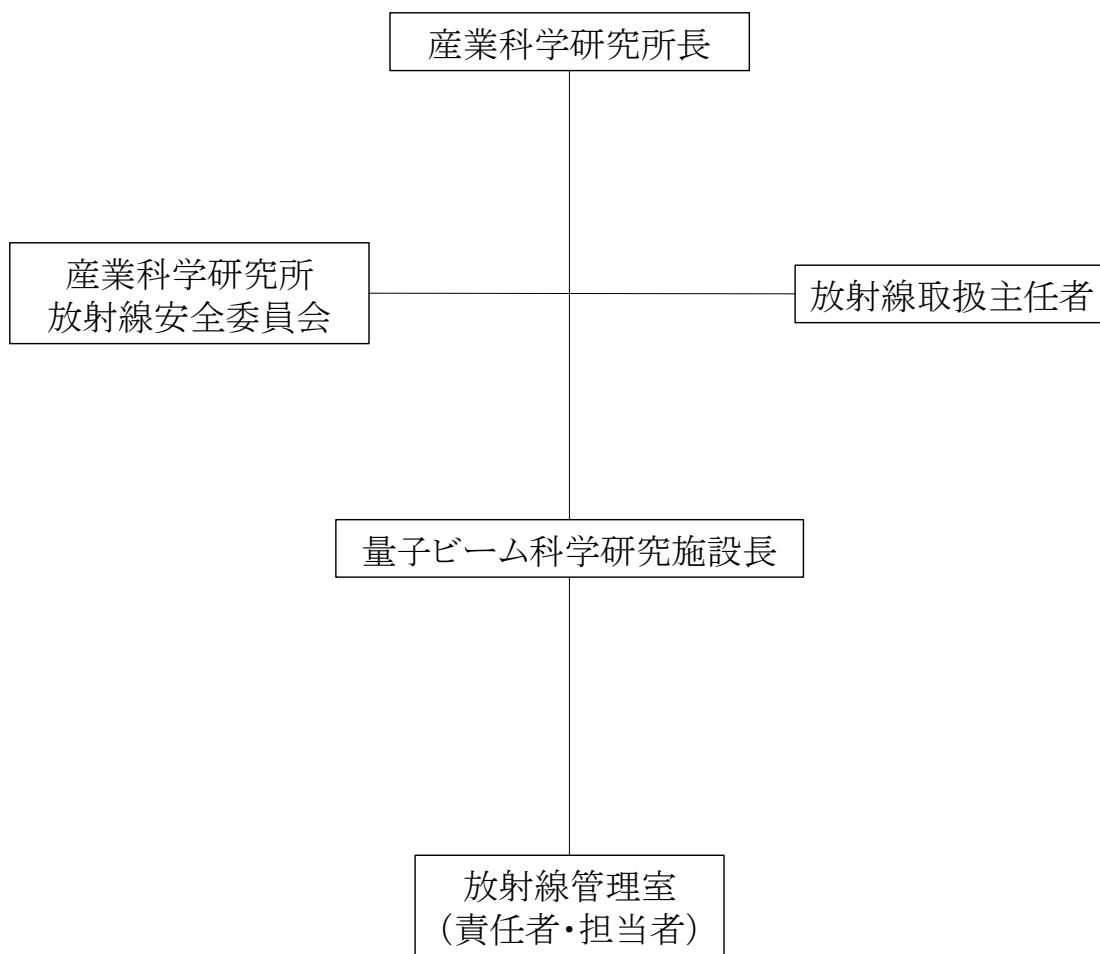 産業科学研究所長
産業科学研究所
放射線安全委員会
放射線取扱主任者
量子ビーム科学研究施設長
放射線管理室
（責任者・担当者）